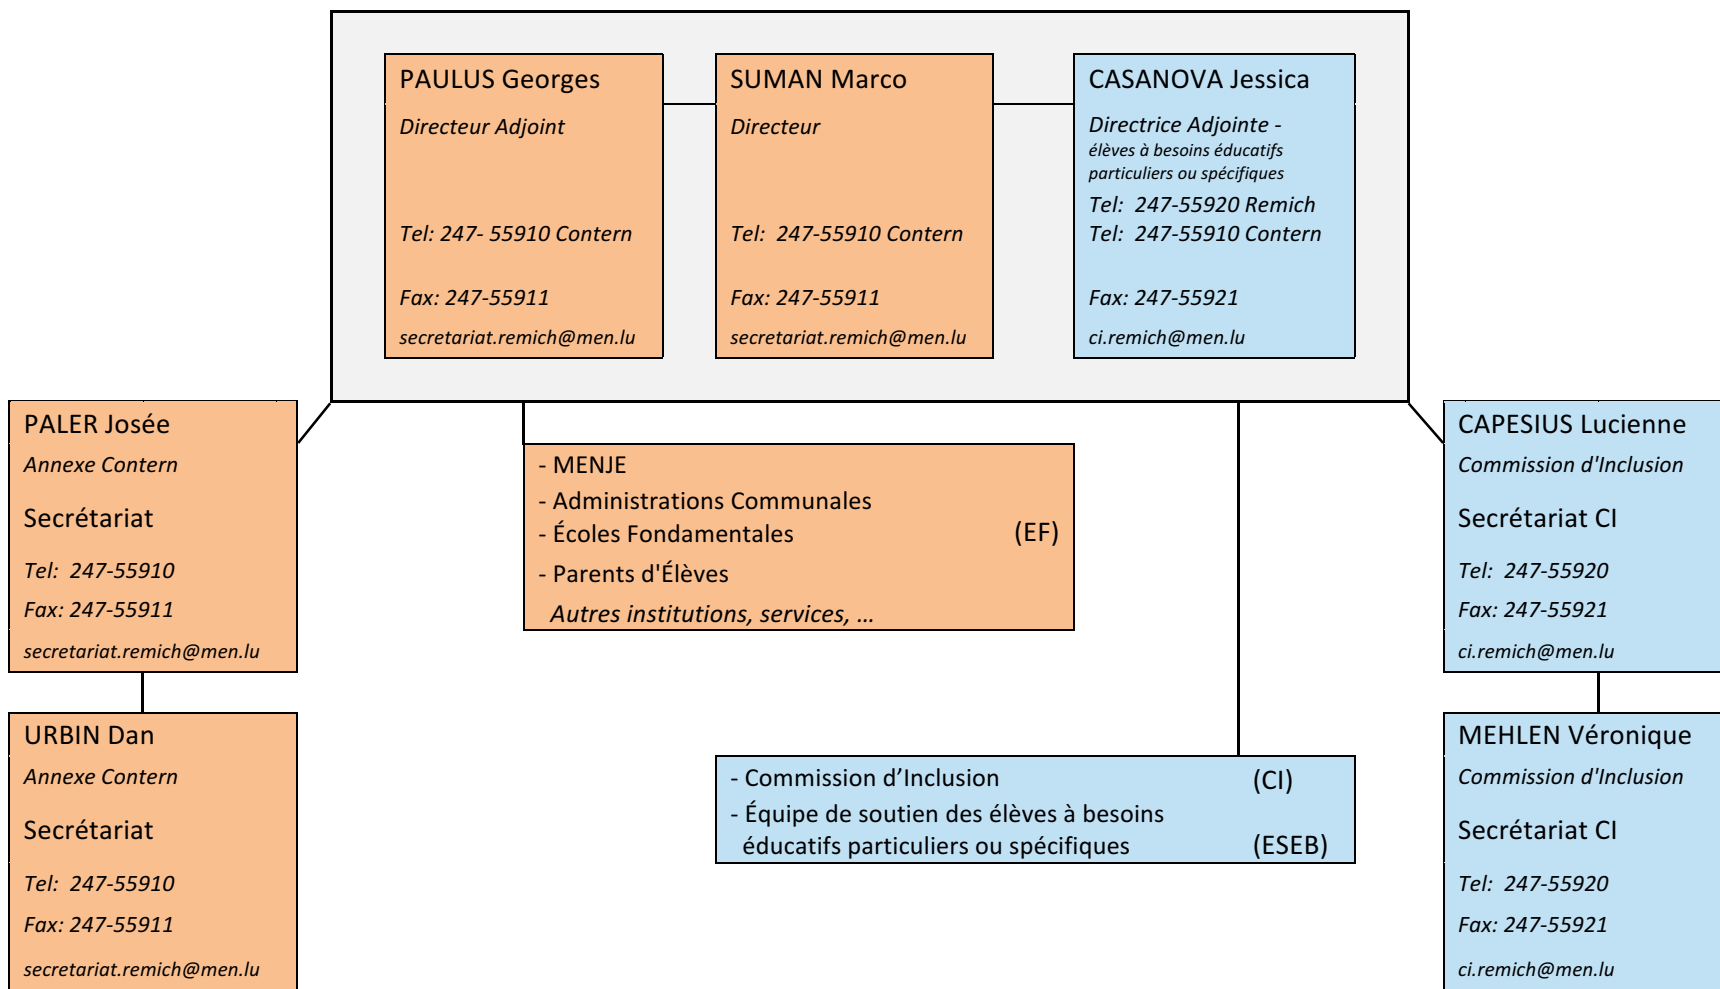 PAULUS Georges
Directeur Adjoint
Tel: 247- 55910 Contern
Fax: 247-55911
secretariat.remich@men.lu
SUMAN Marco
Directeur
Tel: 247-55910 Contern
Fax: 247-55911
secretariat.remich@men.lu
CASANOVA Jessica
Directrice Adjointe -
élèves à besoins éducatifs
particuliers ou spécifiques
Tel: 247-55920 Remich
Tel: 247-55910 Contern
Fax: 247-55921
ci.remich@men.lu
PALER Josée
Annexe Contern
Secrétariat
Tel: 247-55910
Fax: 247-55911
secretariat.remich@men.lu
- MENJE
- Administrations Communales
- Écoles Fondamentales (EF)
- Parents d'Élèves
Autres institutions, services, ...
CAPESIUS Lucienne
Commission d'Inclusion
Secrétariat CI
Tel: 247-55920
Fax: 247-55921
ci.remich@men.lu
URBIN Dan
Annexe Contern
Secrétariat
Tel: 247-55910
Fax: 247-55911
secretariat.remich@men.lu
- Commission d’Inclusion (CI)
- Équipe de soutien des élèves à besoins
éducatifs particuliers ou spécifiques (ESEB)
MEHLEN Véronique
Commission d'Inclusion
Secrétariat CI
Tel: 247-55920
Fax: 247-55921
ci.remich@men.lu